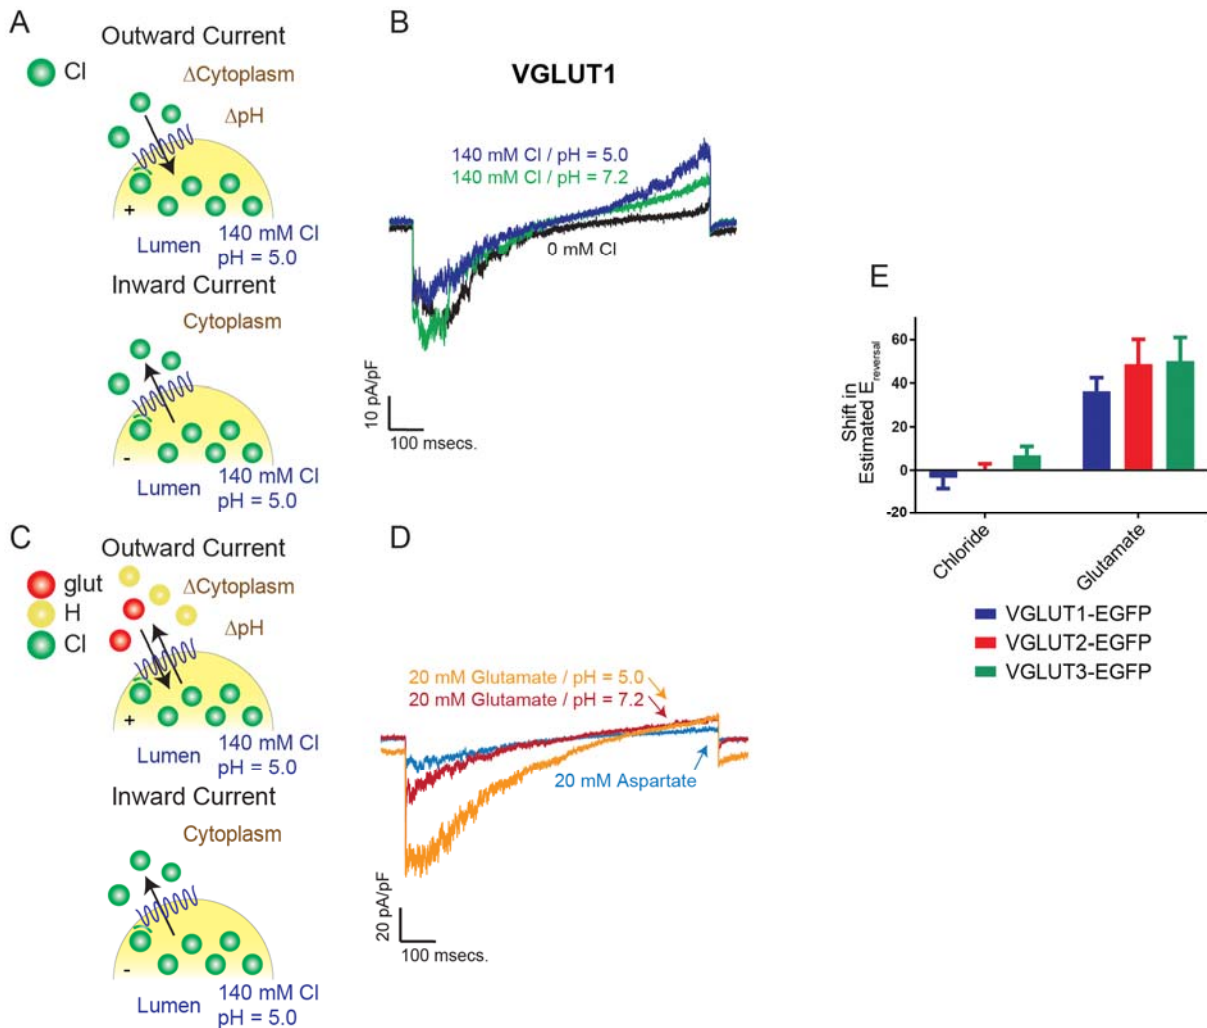 A
Outward Current
Cl
ΔCytoplasm
ΔpH
+
Lumen
140 mM Cl
pH = 5.0
Inward Current
Cytoplasm
-
Lumen
140 mM Cl
pH = 5.0
B
VGLUT1
140 mM Cl / pH = 5.0
140 mM Cl / pH = 7.2
0 mM Cl
10 pA/pF
100 msecs.
C
Outward Current
glut
H
Cl
ΔCytoplasm
ΔpH
+
Lumen
140 mM Cl
pH = 5.0
Inward Current
Cytoplasm
-
Lumen
140 mM Cl
pH = 5.0
D
20 mM Glutamate / pH = 5.0
20 mM Glutamate / pH = 7.2
20 mM Aspartate
20 pA/pF
100 msecs.
E
Shift in
Estimated E reversal
60
40
20
0
-20
Chloride
Glutamate
VGLUT1-EGFP
VGLUT2-EGFP
VGLUT3-EGFP